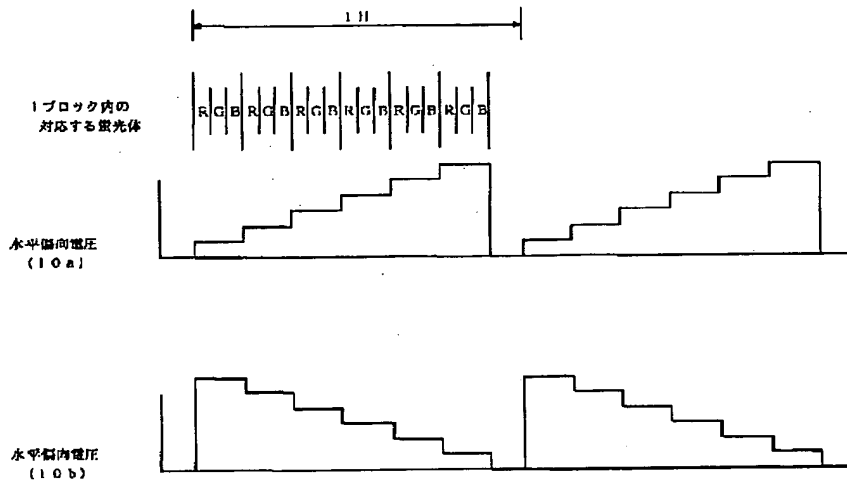 1H
1ブロック内の
対応する蛍光体
R G B R G B R G B R G B R G B R G B
水平偏向電圧
(10a)
水平偏向電圧
(10b)